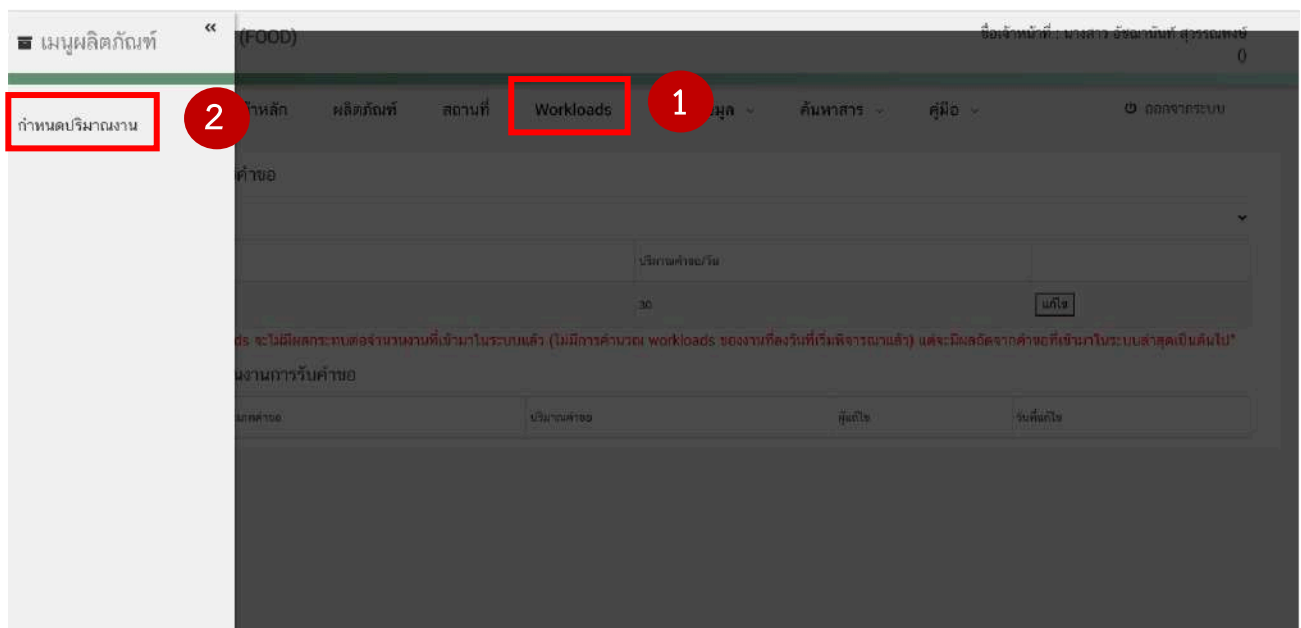 เมนูผลิตภัณฑ์ «
(FOOD)
ชื่อเจ้าหน้าที่ : นางสาว อัชฌานันท์ สุวรรณพงษ์
()
กำหนดปริมาณงาน
2
ผลิตภัณฑ์ สถานที่ Workloads
1
ค้นหาสาร คู่มือ ออกจากระบบ
คำขอ
ปริมาณคำขอ/วัน
30 แก้ไข
ds จะไม่มีผลกระทบต่อจำนวนงานที่เข้ามาในระบบแล้ว (ไม่มีการคำนวณ workloads ของงานที่ลงวันที่เริ่มพิจารณาแล้ว) แต่จะมีผลถัดจากคำขอที่เข้ามาในระบบล่าสุดเป็นต้นไป*
งานการรับคำขอ
ปริมาณคำขอ ผู้แก้ไข วันที่แก้ไข